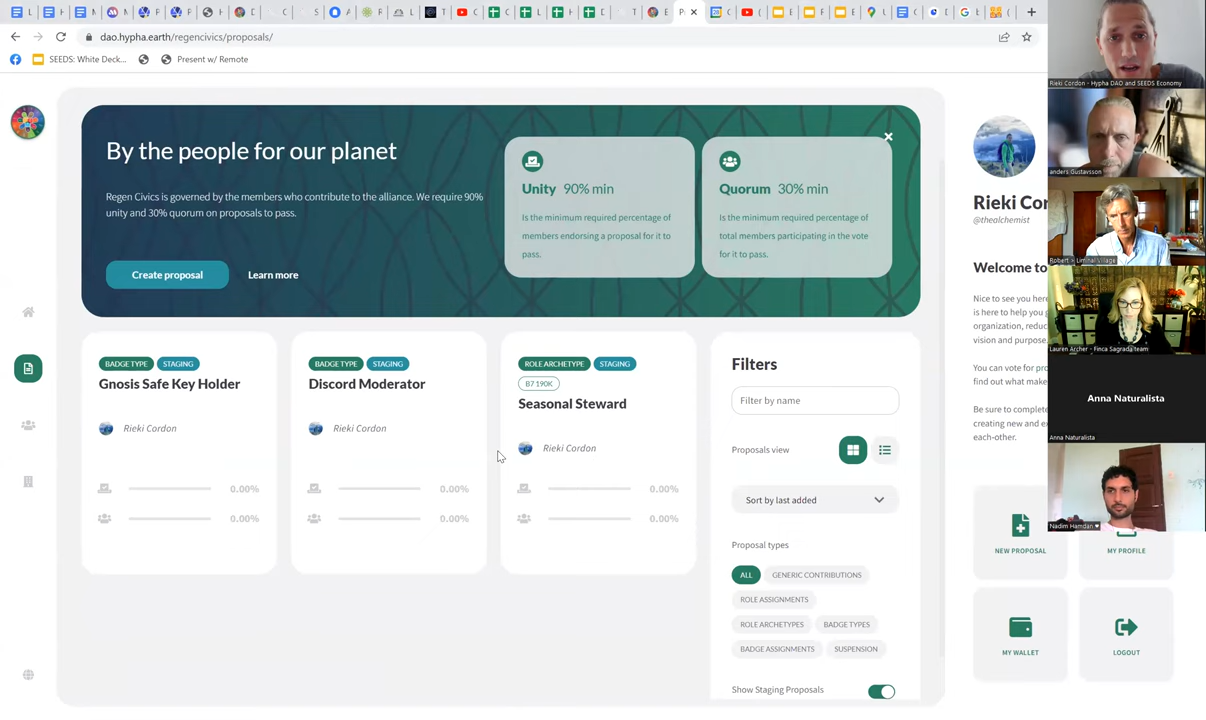 dao.hypha.earth/regencivics/proposals/
SEEDS: White Deck...
Present w/ Remote
By the people for our planet
Regen Civics is governed by the members who contribute to the alliance. We require 90%
unity and 30% quorum on proposals to pass.
Create proposal
Learn more
Unity 90% min
Is the minimum required percentage of
members endorsing a proposal for it to
pass.
Quorum 30% min
Is the minimum required percentage of
total members participating in the vote
for it to pass.
BADGE TYPE STAGING
Gnosis Safe Key Holder
Rieki Cordon
0.00%
0.00%
BADGE TYPE STAGING
Discord Moderator
Rieki Cordon
0.00%
0.00%
ROLE ARCHETYPE STAGING
B7 190K
Seasonal Steward
Rieki Cordon
0.00%
0.00%
Filters
Filter by name
Proposals view
Sort by last added
Proposal types
ALL GENERIC CONTRIBUTIONS
ROLE ASSIGNMENTS
ROLE ARCHETYPES BADGE TYPES
BADGE ASSIGNMENTS SUSPENSION
Show Staging Proposals
Rieki Cor
@thealchemist
Welcome to
Nice to see you here
is here to help you
organization, reduc
vision and purpose.
You can vote for pro
find out what make
Be sure to complete
creating new and e
each-other.
NEW PROPOSAL
MY PROFILE
MY WALLET
LOGOUT
Rieki Cordon - Hypha DAO and SEEDS Economy
anders Gustavsson
Robert - Liminal Village
Lauren Archer - Finca Sagrada team
Anna Naturalista
Anna Naturalista
Nadim Hamdan ♥